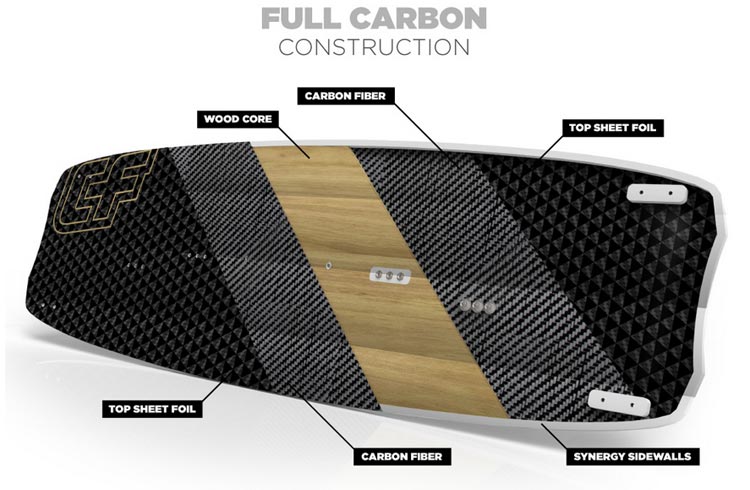 FULL CARBON
CONSTRUCTION
CARBON FIBER
WOOD CORE
TOP SHEET FOIL
CF
TOP SHEET FOIL
CARBON FIBER
SYNERGY SIDEWALLS